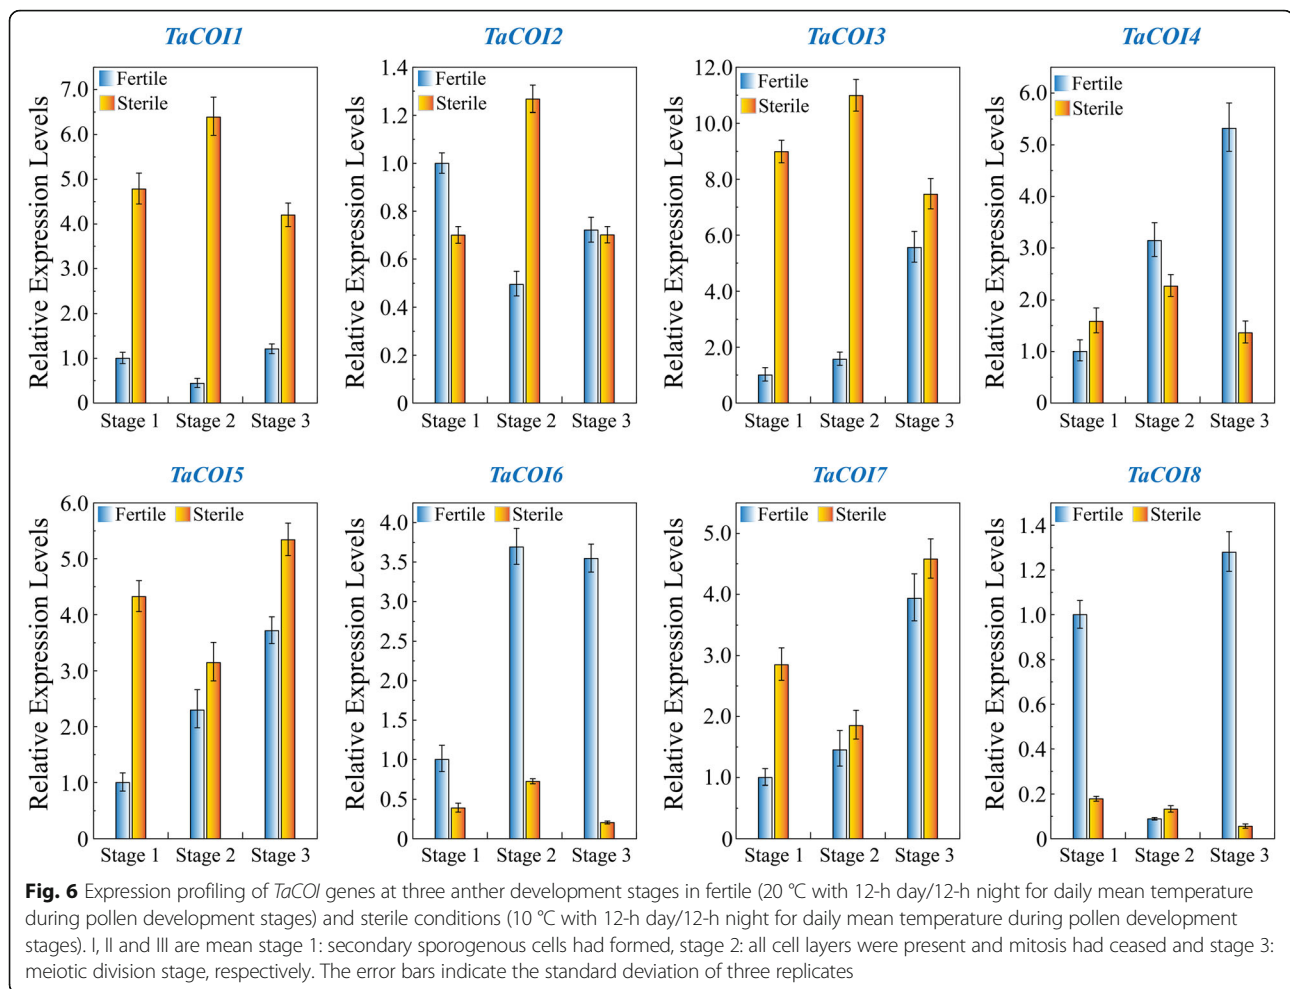 TaCOI1 TaCOI2 TaCOI3 TaCOI4
Relative Expression Levels
7.0
6.0
5.0
4.0
3.0
2.0
1.0
0
Fertile
Sterile
Stage 1 Stage 2 Stage 3
Relative Expression Levels
1.4
1.2
1.0
0.8
0.6
0.4
0.2
0
Fertile
Sterile
Stage 1 Stage 2 Stage 3
Relative Expression Levels
12.0
10.0
8.0
6.0
4.0
2.0
0
Fertile
Sterile
Stage 1 Stage 2 Stage 3
Relative Expression Levels
6.0
5.0
4.0
3.0
2.0
1.0
0
Fertile
Sterile
Stage 1 Stage 2 Stage 3
TaCOI5 TaCOI6 TaCOI7 TaCOI8
Relative Expression Levels
6.0
5.0
4.0
3.0
2.0
1.0
0
Fertile Sterile
Stage 1 Stage 2 Stage 3
Relative Expression Levels
4.0
3.5
3.0
2.5
2.0
1.5
1.0
0.5
0
Fertile Sterile
Stage 1 Stage 2 Stage 3
Relative Expression Levels
5.0
4.0
3.0
2.0
1.0
0
Fertile Sterile
Stage 1 Stage 2 Stage 3
Relative Expression Levels
1.4
1.2
1.0
0.8
0.6
0.4
0.2
0
Fertile Sterile
Stage 1 Stage 2 Stage 3
Fig. 6 Expression profiling of TaCOI genes at three anther development stages in fertile (20 °C with 12-h day/12-h night for daily mean temperature
during pollen development stages) and sterile conditions (10 °C with 12-h day/12-h night for daily mean temperature during pollen development
stages). I, II and III are mean stage 1: secondary sporogenous cells had formed, stage 2: all cell layers were present and mitosis had ceased and stage 3:
meiotic division stage, respectively. The error bars indicate the standard deviation of three replicates